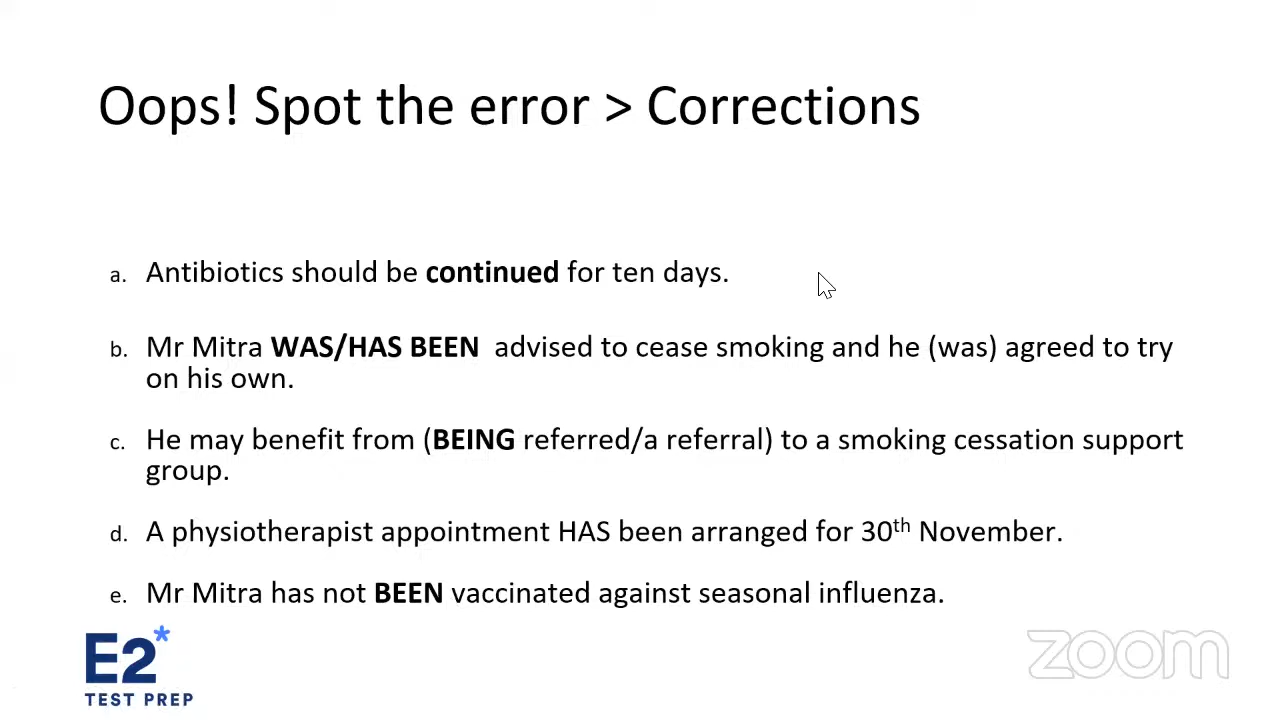 Oops! Spot the error > Corrections
a. Antibiotics should be continued for ten days.
b. Mr Mitra WAS/HAS BEEN advised to cease smoking and he (was) agreed to try
on his own.
c. He may benefit from (BEING referred/a referral) to a smoking cessation support
group.
d. A physiotherapist appointment HAS been arranged for 30th November.
e. Mr Mitra has not BEEN vaccinated against seasonal influenza.
E2*
TEST PREP
zoom